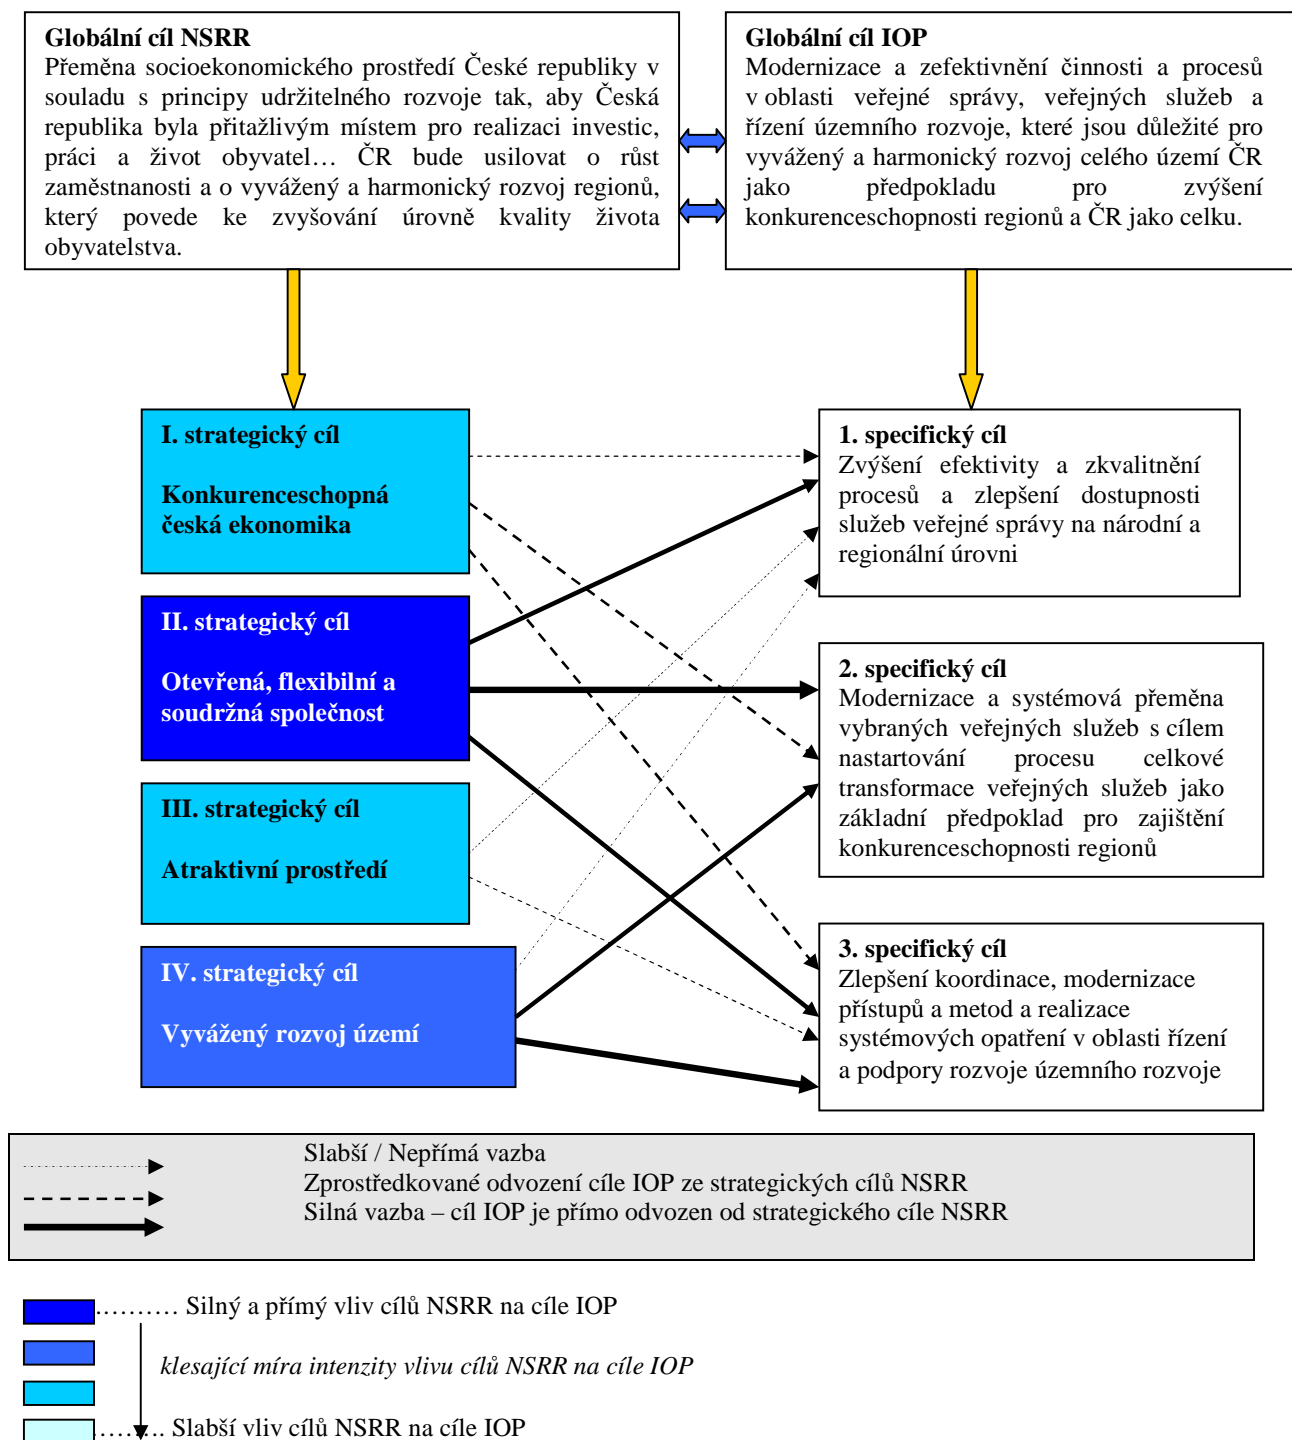 Globální cíl NSRR
Přeměna socioekonomického prostředí České republiky v
souladu s principy udržitelného rozvoje tak, aby Česká
republika byla přitažlivým místem pro realizaci investic,
práci a život obyvatel… ČR bude usilovat o růst
zaměstnanosti a o vyvážený a harmonický rozvoj regionů,
který povede ke zvyšování úrovně kvality života
obyvatelstva.
Globální cíl IOP
Modernizace a zefektivnění činnosti a procesů
v oblasti veřejné správy, veřejných služeb a
řízení územního rozvoje, které jsou důležité pro
vyvážený a harmonický rozvoj celého území ČR
jako předpokladu pro zvýšení
konkurenceschopnosti regionů a ČR jako celku.
I. strategický cíl
Konkurenceschopná
česká ekonomika
II. strategický cíl
Otevřená, flexibilní a
soudržná společnost
III. strategický cíl
Atraktivní prostředí
IV. strategický cíl
Vyvážený rozvoj území
1. specifický cíl
Zvýšení efektivity a zkvalitnění
procesů a zlepšení dostupnosti
služeb veřejné správy na národní a
regionální úrovni
2. specifický cíl
Modernizace a systémová přeměna
vybraných veřejných služeb s cílem
nastartování procesu celkové
transformace veřejných služeb jako
základní předpoklad pro zajištění
konkurenceschopnosti regionů
3. specifický cíl
Zlepšení koordinace, modernizace
přístupů a metod a realizace
systémových opatření v oblasti řízení
a podpory rozvoje územního rozvoje
Slabší / Nepřímá vazba
Zprostředkované odvození cíle IOP ze strategických cílů NSRR
Silná vazba – cíl IOP je přímo odvozen od strategického cíle NSRR
………. Silný a přímý vliv cílů NSRR na cíle IOP
klesající míra intenzity vlivu cílů NSRR na cíle IOP
………. Slabší vliv cílů NSRR na cíle IOP